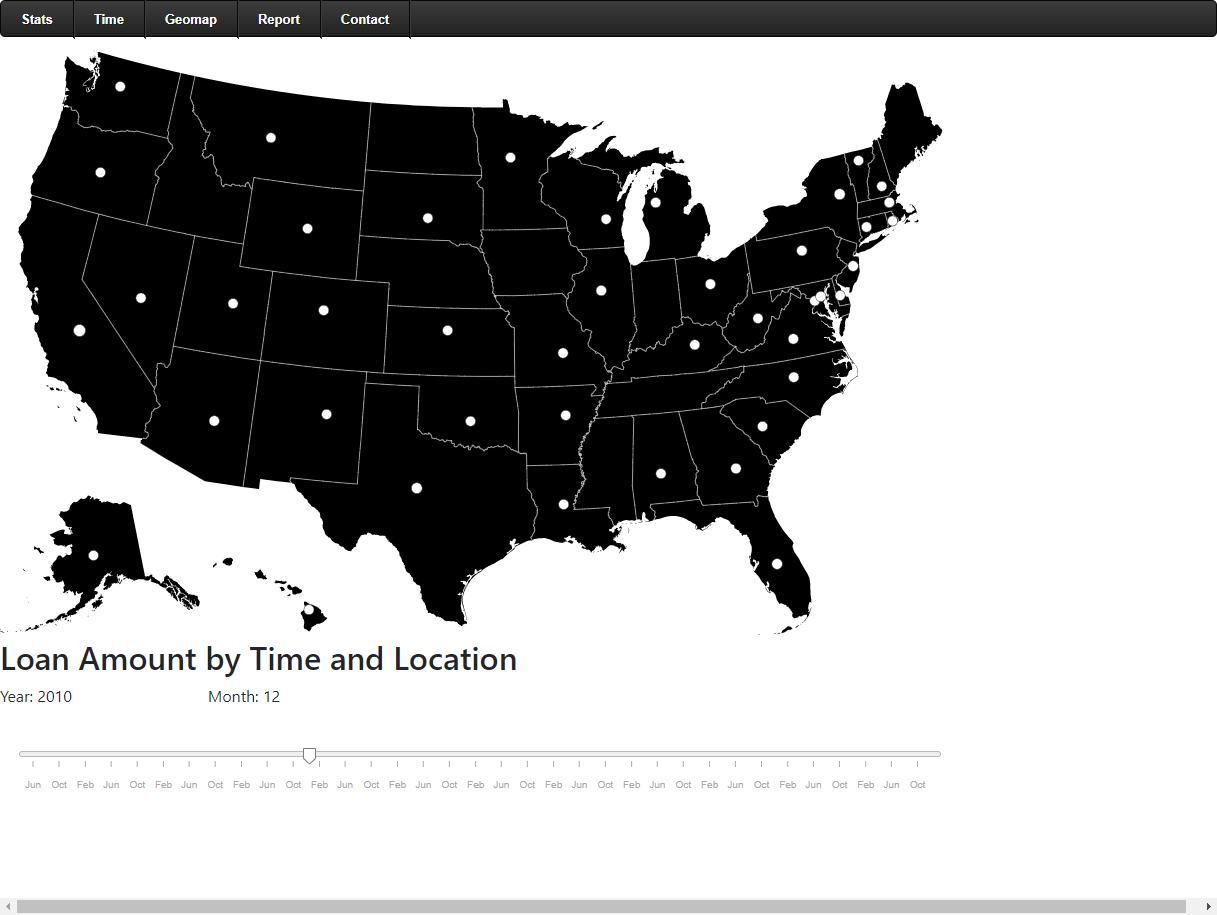 Stats Time Geomap Report Contact
Loan Amount by Time and Location
Year: 2010 Month: 12
Jun Oct Feb Jun Oct Feb Jun Oct Feb Jun Oct Feb Jun Oct Feb Jun Oct Feb Jun Oct Feb Jun Oct Feb Jun Oct Feb Jun Oct Feb Jun Oct Feb Jun Oct Feb Jun Oct